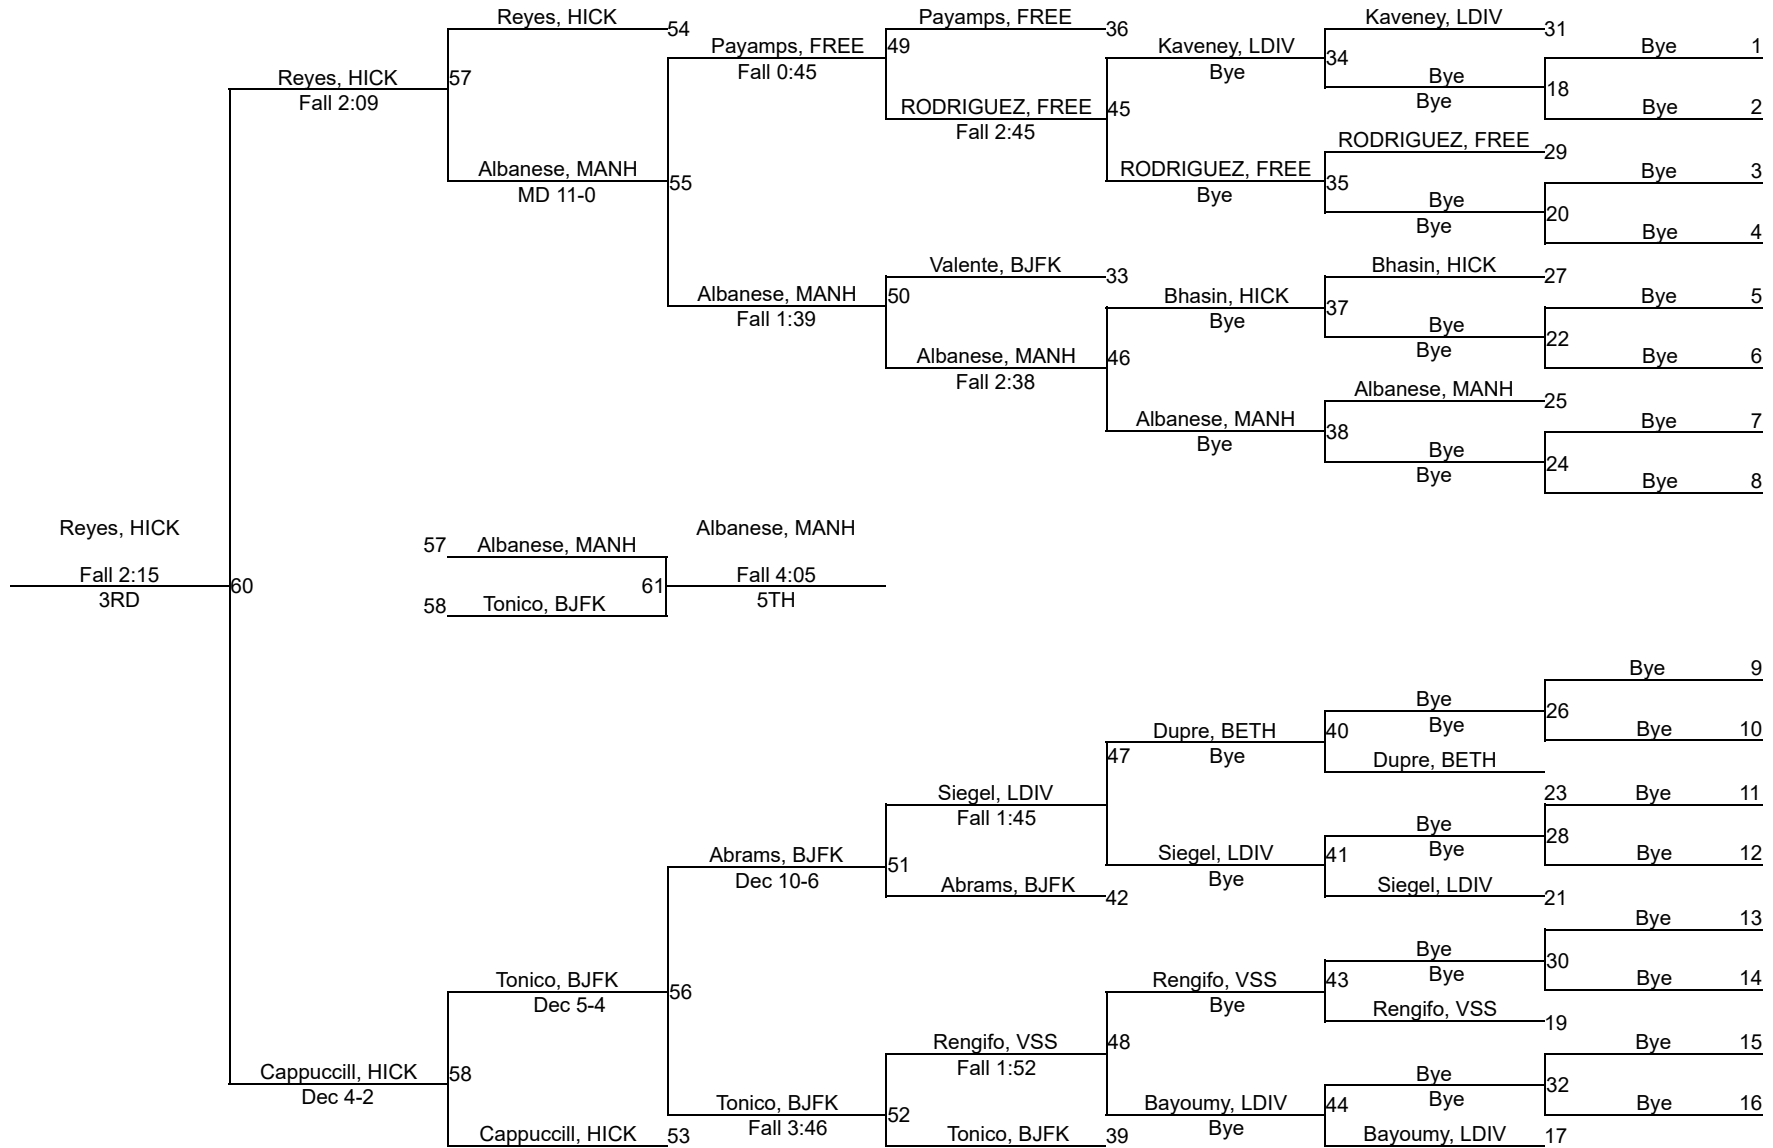 Reyes, HICK
54
Payamps, FREE
36
Kaveney, LDIV
31
Payamps, FREE
49
Kaveney, LDIV
Bye
1
Reyes, HICK
57
Fall 0:45
Bye
34
Bye
18
Fall 2:09
RODRIGUEZ, FREE
45
Bye
Bye
2
Fall 2:45
RODRIGUEZ, FREE
29
Albanese, MANH
55
RODRIGUEZ, FREE
35
Bye
3
MD 11-0
Bye
Bye
20
Bye
Bye
4
Valente, BJFK
33
Bhasin, HICK
27
Albanese, MANH
50
Bhasin, HICK
37
Bye
5
Fall 1:39
Bye
Bye
22
Albanese, MANH
46
Bye
Bye
6
Fall 2:38
Albanese, MANH
25
Albanese, MANH
38
Bye
7
Bye
Bye
24
Bye
Bye
8
Reyes, HICK
57
Albanese, MANH
Albanese, MANH
Fall 2:15
60
61
Fall 4:05
3RD
58
Tonico, BJFK
5TH
Bye
9
Bye
26
Dupre, BETH
40
Bye
Bye
10
47
Bye
Dupre, BETH
Siegel, LDIV
23
Bye
11
Fall 1:45
Bye
28
Abrams, BJFK
51
Siegel, LDIV
41
Bye
Bye
12
Dec 10-6
Abrams, BJFK
42
Bye
Siegel, LDIV
21
Bye
13
Bye
30
Tonico, BJFK
56
Rengifo, VSS
43
Bye
Bye
14
Dec 5-4
Bye
Rengifo, VSS
19
Rengifo, VSS
48
Bye
15
Cappuccill, HICK
58
Fall 1:52
Bye
32
Dec 4-2
Tonico, BJFK
52
Bayoumy, LDIV
44
Bye
Bye
16
Cappuccill, HICK
53
Fall 3:46
Tonico, BJFK
39
Bye
Bayoumy, LDIV
17